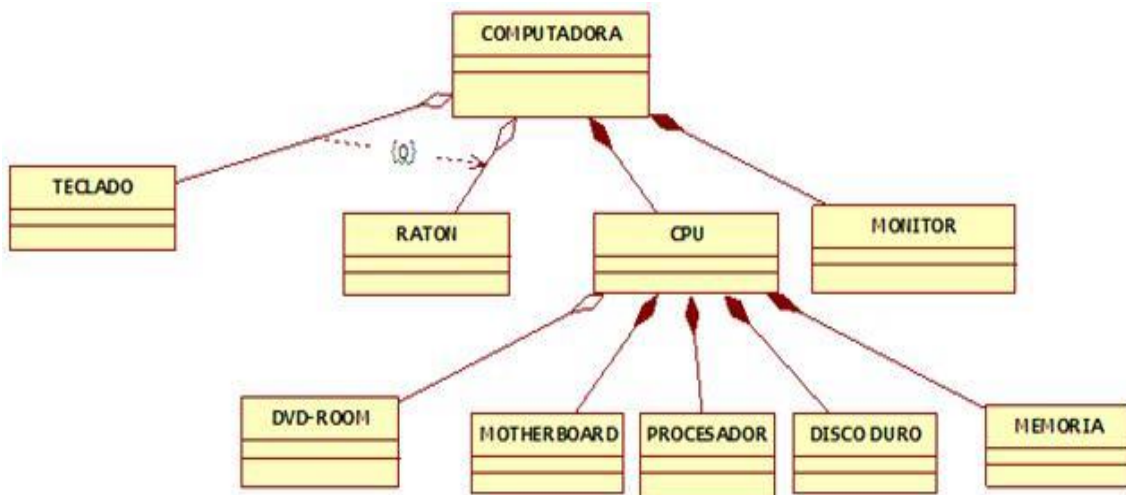 COMPUTADORA
{0}
TECLADO
RATON
CPU
MONITOR
DVD-ROOM
MOTHERBOARD
PROCESADOR
DISCO DURO
MEMORIA